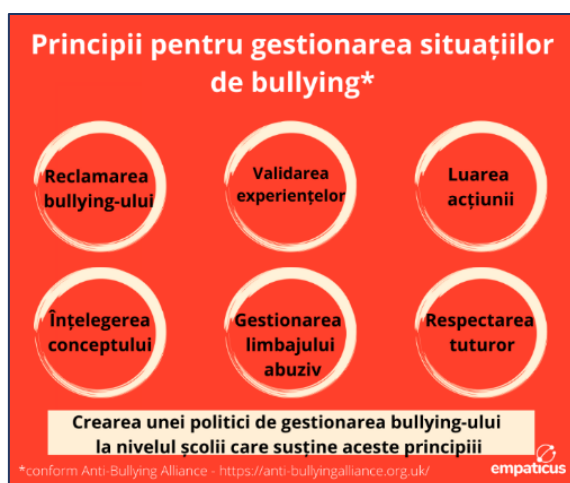 Principii pentru gestionarea situațiilor
de bullying*
Reclamarea
bullying-ului
Validarea
experiențelor
Luarea
acțiunii
Înțelegerea
conceptului
Gestionarea
limbajului
abuziv
Respectarea
tuturor
Crearea unei politici de gestionarea bullying-ului
la nivelul școlii care susține aceste principiii
*conform Anti-Bullying Alliance - https://anti-bullyingalliance.org.uk/
empaticus